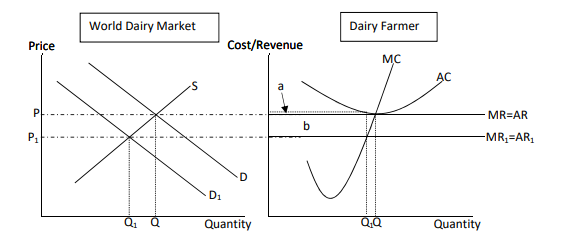 World Dairy Market
Dairy Farmer
Price
Cost/Revenue
MC
AC
S
a
P
MR=AR
b
P₁
MR₁=AR₁
D
D₁
Q₁ Q Quantity
Q₁Q Quantity